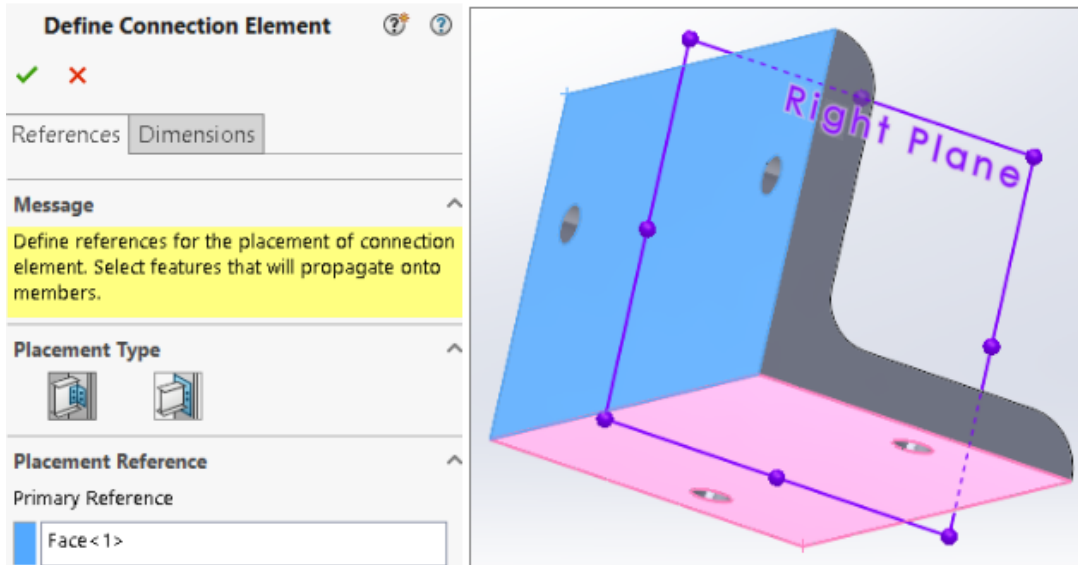 Define Connection Element
References
Dimensions
Message
Define references for the placement of connection
element. Select features that will propagate onto
members.
Placement Type
Placement Reference
Primary Reference
Face<1>
Right Plane